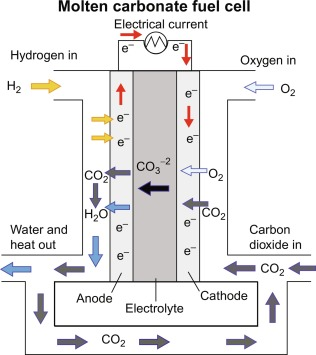 Molten carbonate fuel cell
Electrical current
e⁻ e⁻
Hydrogen in
Oxygen in
H₂
O₂
e⁻ e⁻
e⁻ e⁻
e⁻
CO₃⁻²
CO₂
O₂
e⁻ e⁻
H₂O
CO₂
e⁻ e⁻
Water and
heat out
Carbon
dioxide in
e⁻ e⁻
CO₂
Anode
Cathode
Electrolyte
CO₂